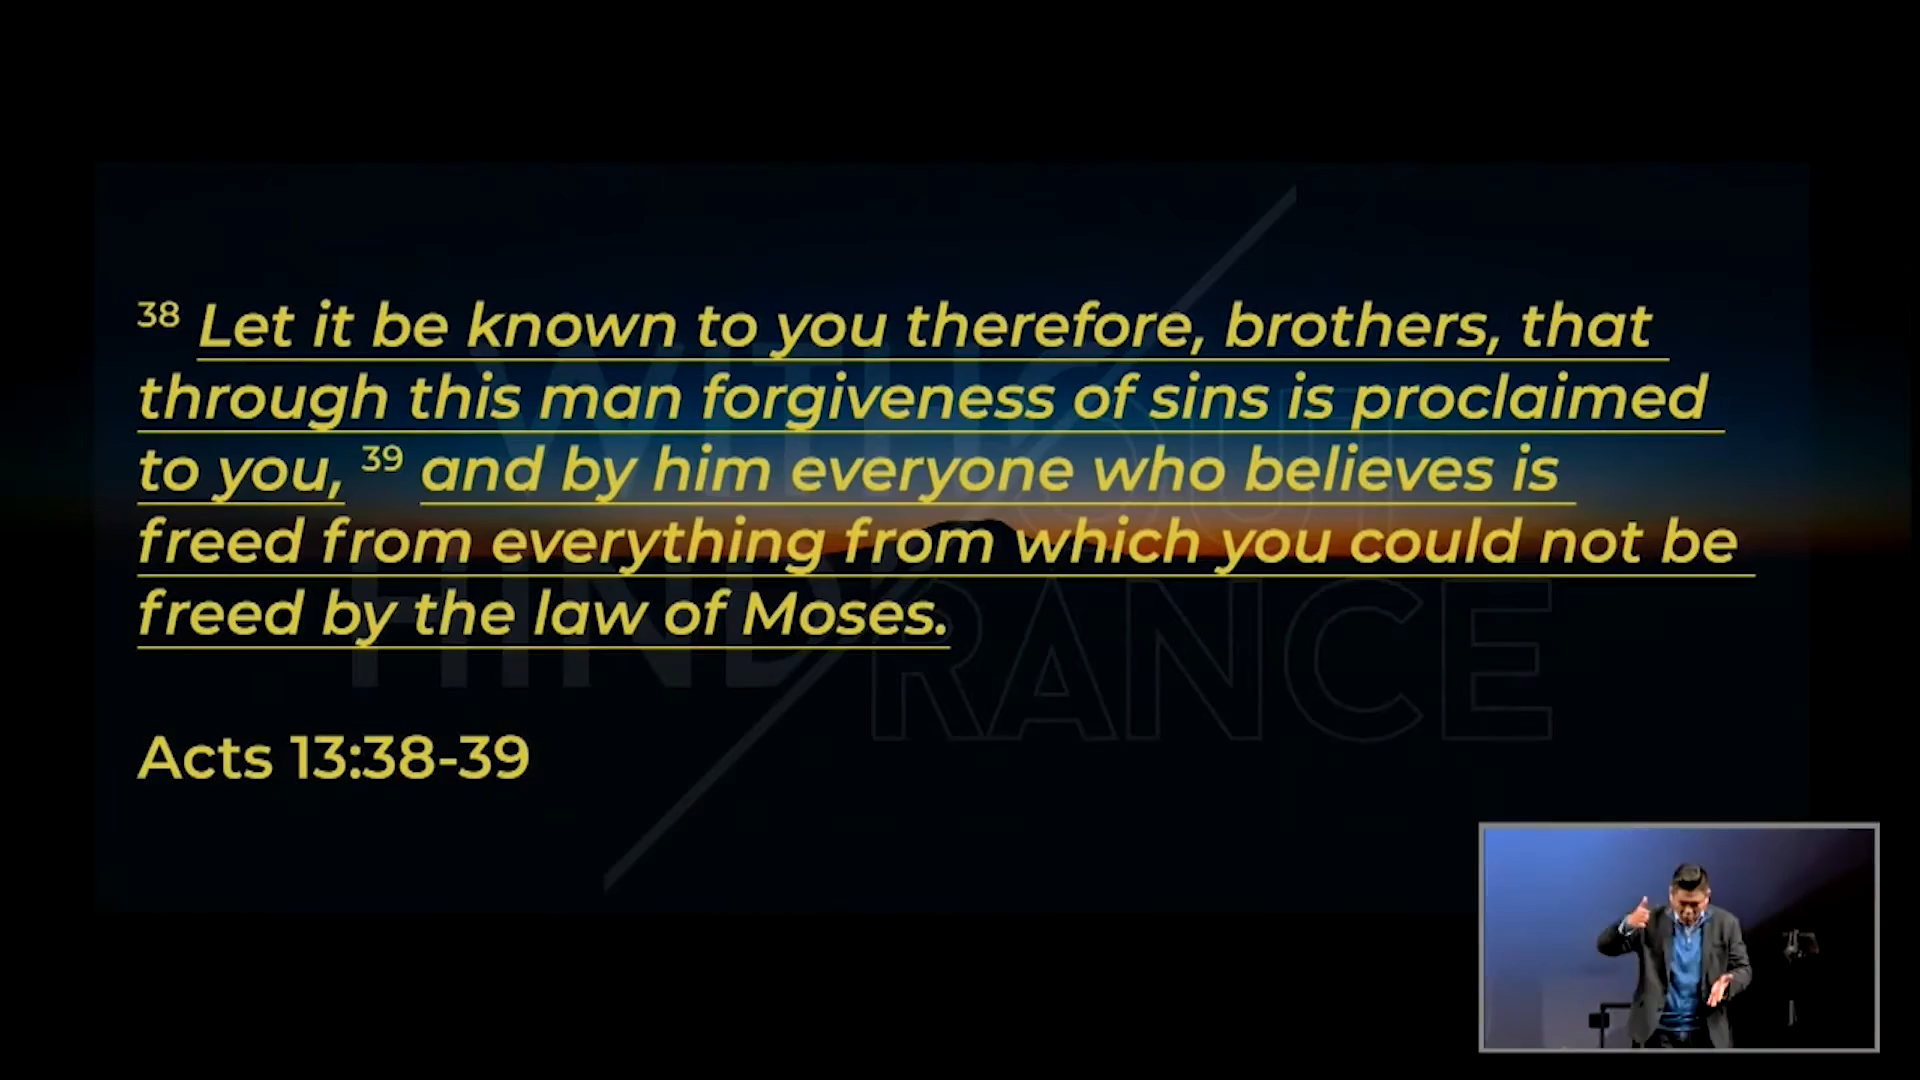 38 Let it be known to you therefore, brothers, that
through this man forgiveness of sins is proclaimed
to you, 39 and by him everyone who believes is
freed from everything from which you could not be
freed by the law of Moses.
Acts 13:38-39
WITHOUT
HINDRANCE